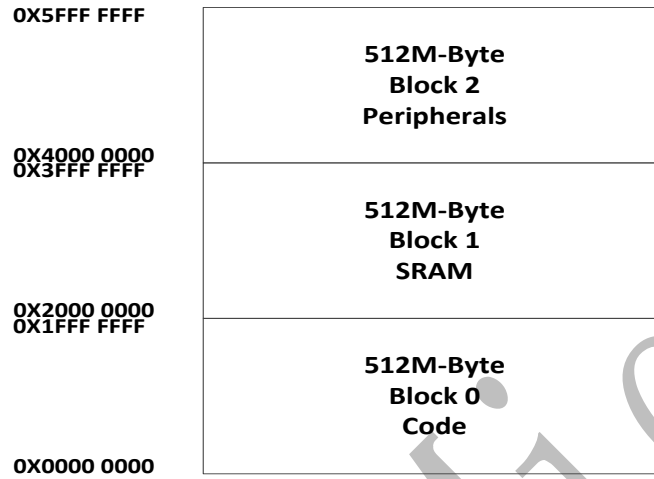 0X5FFF FFFF
512M-Byte
Block 2
Peripherals
0X4000 0000
0X3FFF FFFF
512M-Byte
Block 1
SRAM
0X2000 0000
0X1FFF FFFF
512M-Byte
Block 0
Code
0X0000 0000